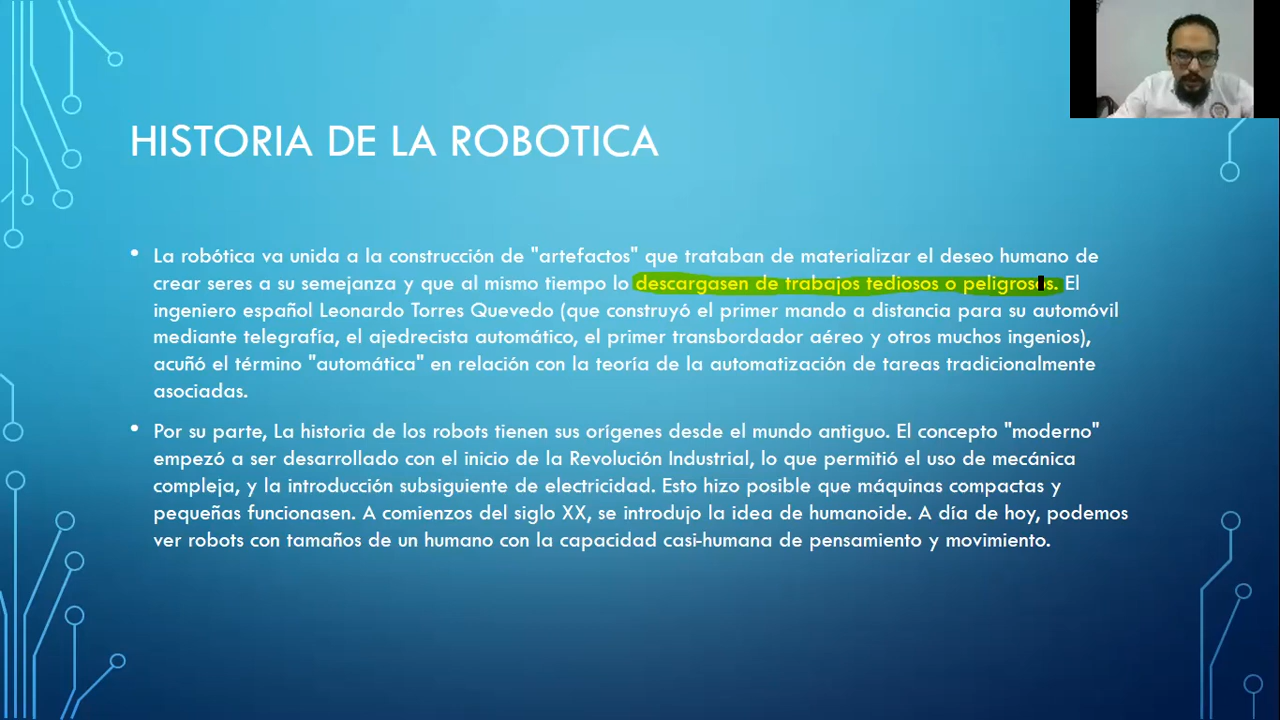 HISTORIA DE LA ROBOTICA
• La robótica va unida a la construcción de "artefactos" que trataban de materializar el deseo humano de
crear seres a su semejanza y que al mismo tiempo lo descargasen de trabajos tediosos o peligrosos. El
ingeniero español Leonardo Torres Quevedo (que construyó el primer mando a distancia para su automóvil
mediante telegrafía, el ajedrecista automático, el primer transbordador aéreo y otros muchos ingenios),
acuñó el término "automática" en relación con la teoría de la automatización de tareas tradicionalmente
asociadas.
• Por su parte, La historia de los robots tienen sus orígenes desde el mundo antiguo. El concepto "moderno"
empezó a ser desarrollado con el inicio de la Revolución Industrial, lo que permitió el uso de mecánica
compleja, y la introducción subsiguiente de electricidad. Esto hizo posible que máquinas compactas y
pequeñas funcionasen. A comienzos del siglo XX, se introdujo la idea de humanoide. A día de hoy, podemos
ver robots con tamaños de un humano con la capacidad casi-humana de pensamiento y movimiento.